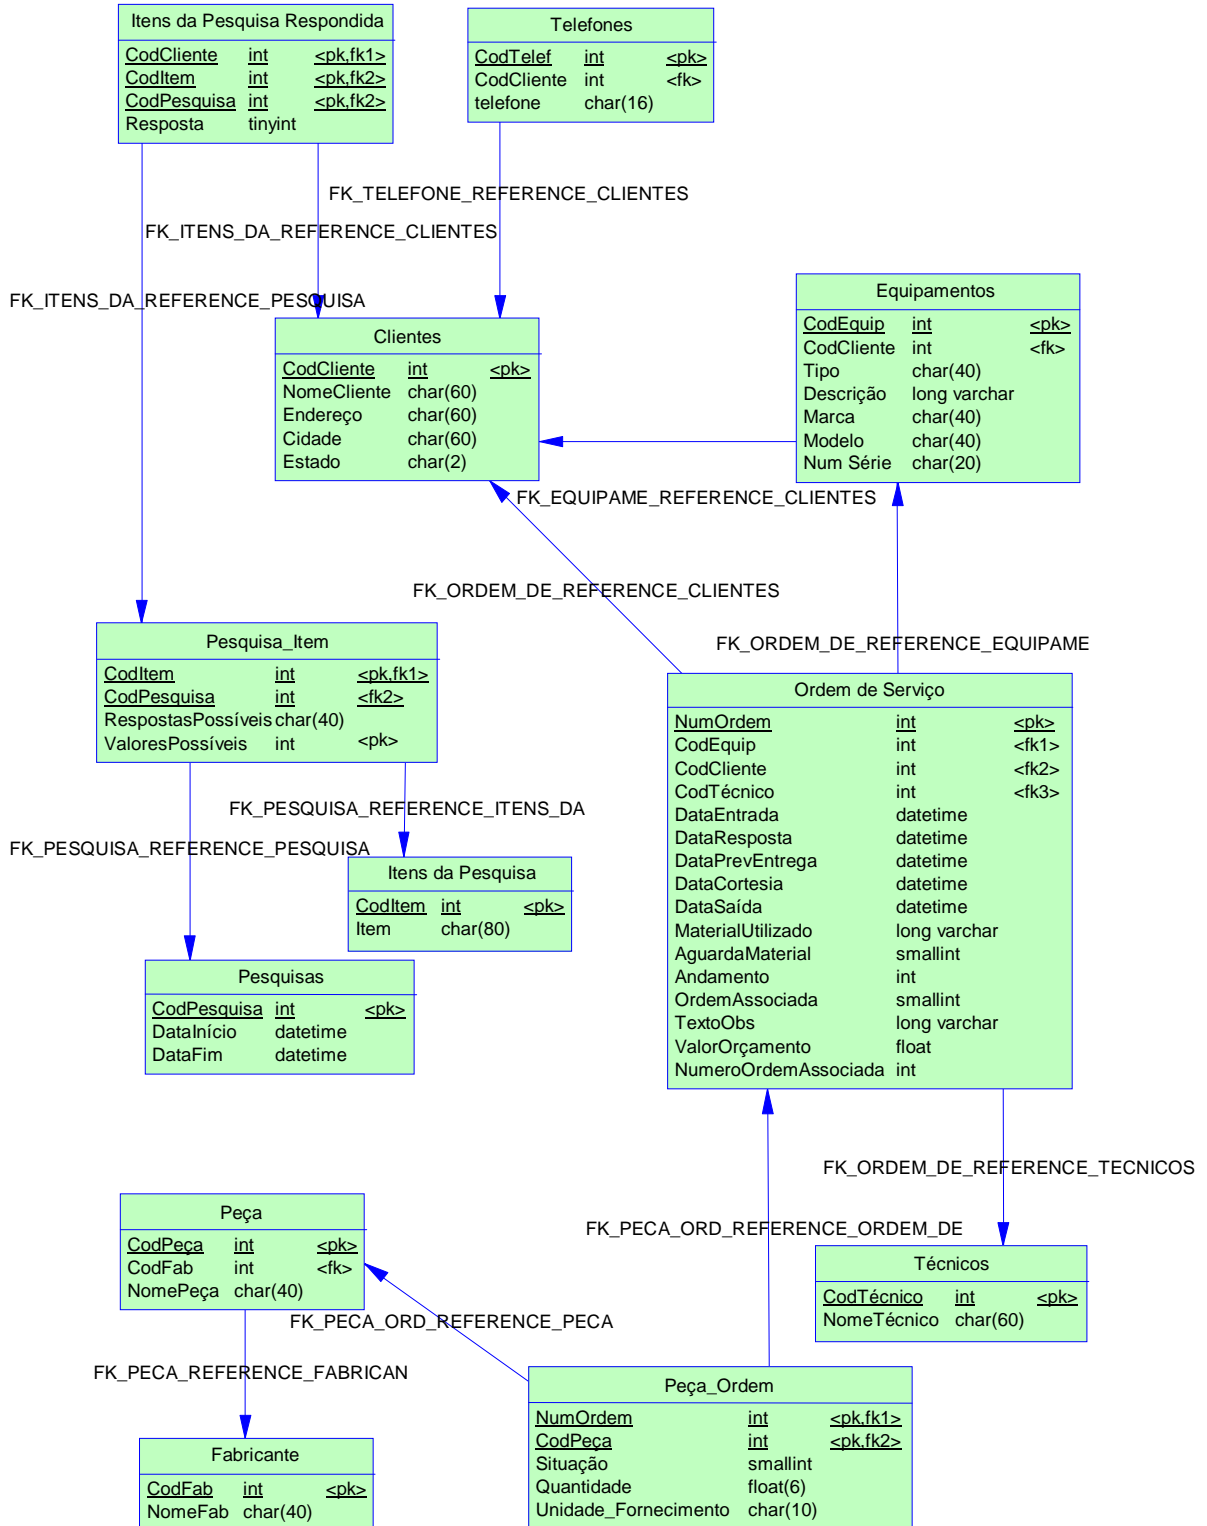 Itens da Pesquisa Respondida
CodCliente int <pk,fk1>
CodItem int <pk,fk2>
CodPesquisa int <pk,fk2>
Resposta tinyint
Telefones
CodTelef int <pk>
CodCliente int <fk>
telefone char(16)
FK_TELEFONE_REFERENCE_CLIENTES
FK_ITENS_DA_REFERENCE_CLIENTES
FK_ITENS_DA_REFERENCE_PESQUISA
Clientes
CodCliente int <pk>
NomeCliente char(60)
Endereço char(60)
Cidade char(60)
Estado char(2)
Equipamentos
CodEquip int <pk>
CodCliente int <fk>
Tipo char(40)
Descrição long varchar
Marca char(40)
Modelo char(40)
Num Série char(20)
FK_EQUIPAME_REFERENCE_CLIENTES
FK_ORDEM_DE_REFERENCE_CLIENTES
FK_ORDEM_DE_REFERENCE_EQUIPAME
Pesquisa_Item
CodItem int <pk,fk1>
CodPesquisa int <fk2>
RespostasPossíveis char(40)
ValoresPossíveis int <pk>
FK_PESQUISA_REFERENCE_ITENS_DA
FK_PESQUISA_REFERENCE_PESQUISA
Itens da Pesquisa
CodItem int <pk>
Item char(80)
Pesquisas
CodPesquisa int <pk>
DataInício datetime
DataFim datetime
Ordem de Serviço
NumOrdem int <pk>
CodEquip int <fk1>
CodCliente int <fk2>
CodTécnico int <fk3>
DataEntrada datetime
DataResposta datetime
DataPrevEntrega datetime
DataCortesia datetime
DataSaída datetime
MaterialUtilizado long varchar
AguardaMaterial smallint
Andamento int
OrdemAssociada smallint
TextoObs long varchar
ValorOrçamento float
NumeroOrdemAssociada int
FK_ORDEM_DE_REFERENCE_TECNICOS
FK_PECA_ORD_REFERENCE_ORDEM_DE
Peça
CodPeça int <pk>
CodFab int <fk>
NomePeça char(40)
Técnicos
CodTécnico int <pk>
NomeTécnico char(60)
FK_PECA_ORD_REFERENCE_PECA
FK_PECA_REFERENCE_FABRICAN
Peça_Ordem
NumOrdem int <pk,fk1>
CodPeça int <pk,fk2>
Situação smallint
Quantidade float(6)
Unidade_Fornecimento char(10)
Fabricante
CodFab int <pk>
NomeFab char(40)